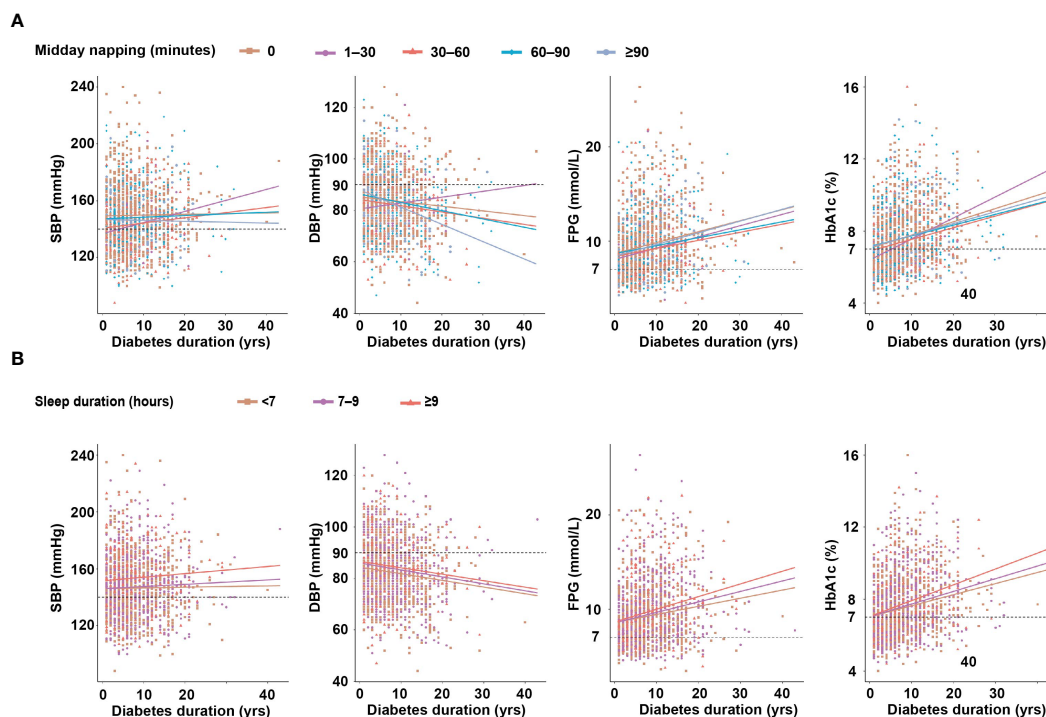 A
Midday napping (minutes) 0 1–30 30–60 60–90 ≥90
SBP (mmHg)
240
200
160
140
120
0 10 20 30 40
Diabetes duration (yrs)
DBP (mmHg)
120
100
90
80
60
40
0 10 20 30 40
Diabetes duration (yrs)
FPG (mmol/L)
20
10
7
0 10 20 30 40
Diabetes duration (yrs)
HbA1c (%)
16
12
8
7
4
40
0 10 20 30
Diabetes duration (yrs)
B
Sleep duration (hours) <7 7–9 ≥9
SBP (mmHg)
240
200
160
140
120
0 10 20 30 40
Diabetes duration (yrs)
DBP (mmHg)
120
100
90
80
60
40
0 10 20 30 40
Diabetes duration (yrs)
FPG (mmol/L)
20
10
7
0 10 20 30 40
Diabetes duration (yrs)
HbA1c (%)
16
12
8
7
4
40
0 10 20 30
Diabetes duration (yrs)